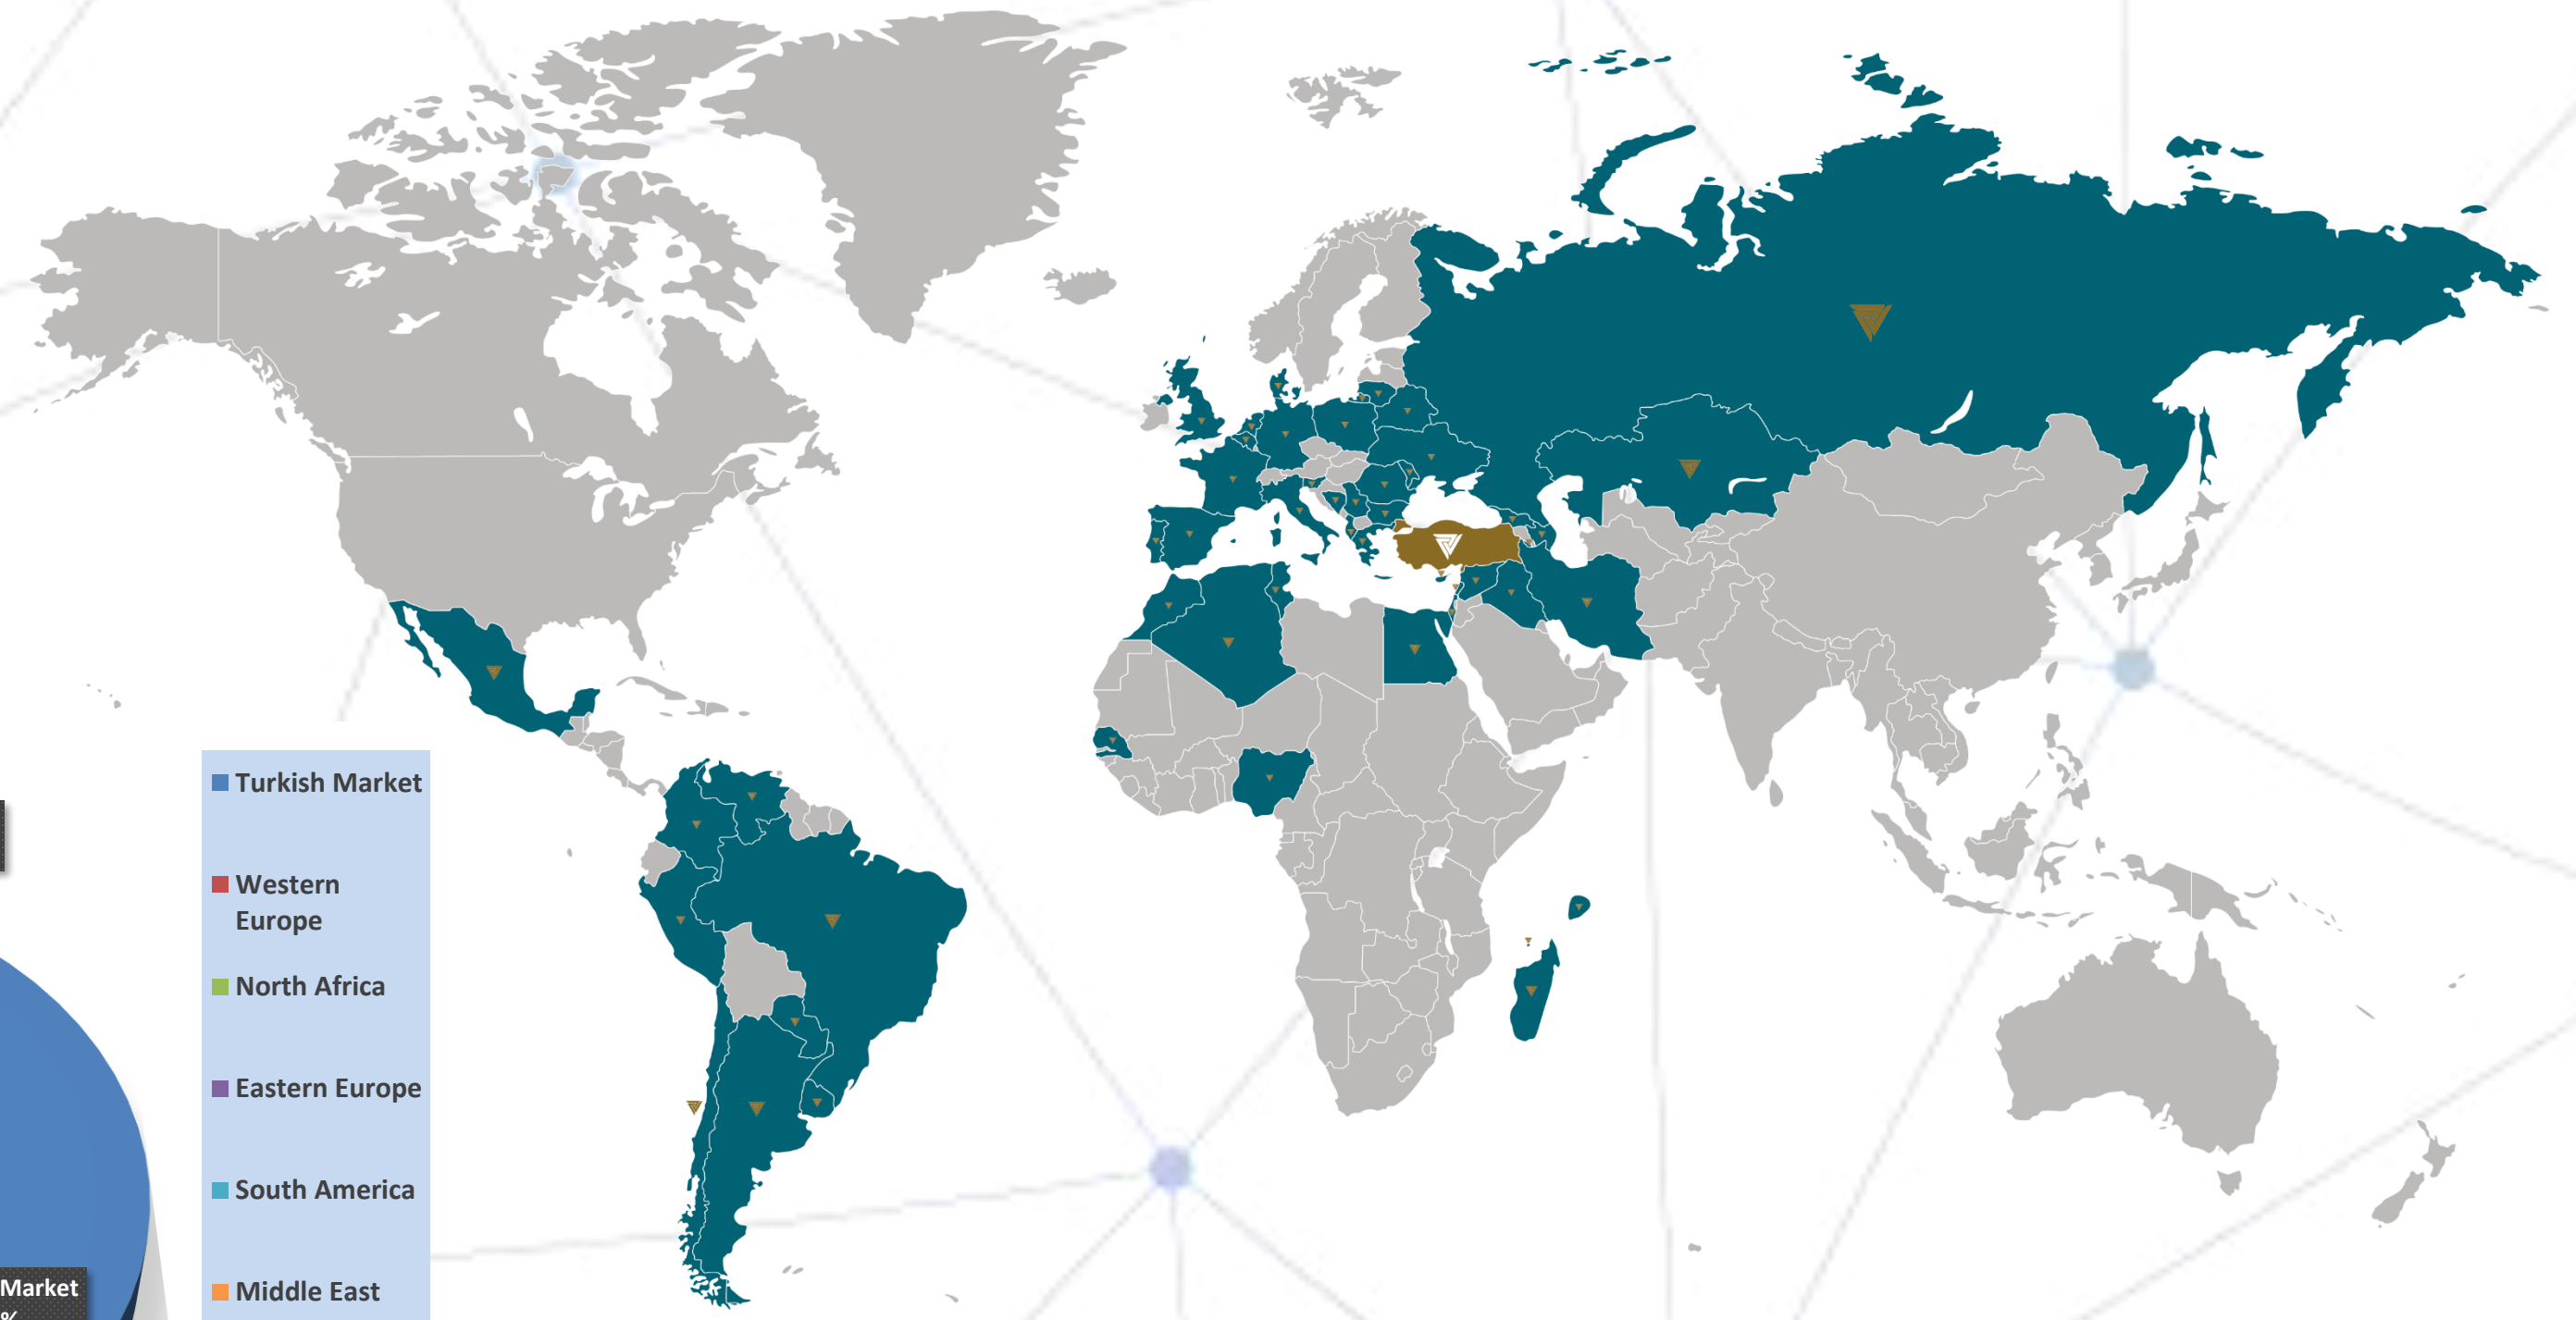 Turkish Market
Western
Europe
North Africa
Eastern Europe
South America
Middle East
Market
%